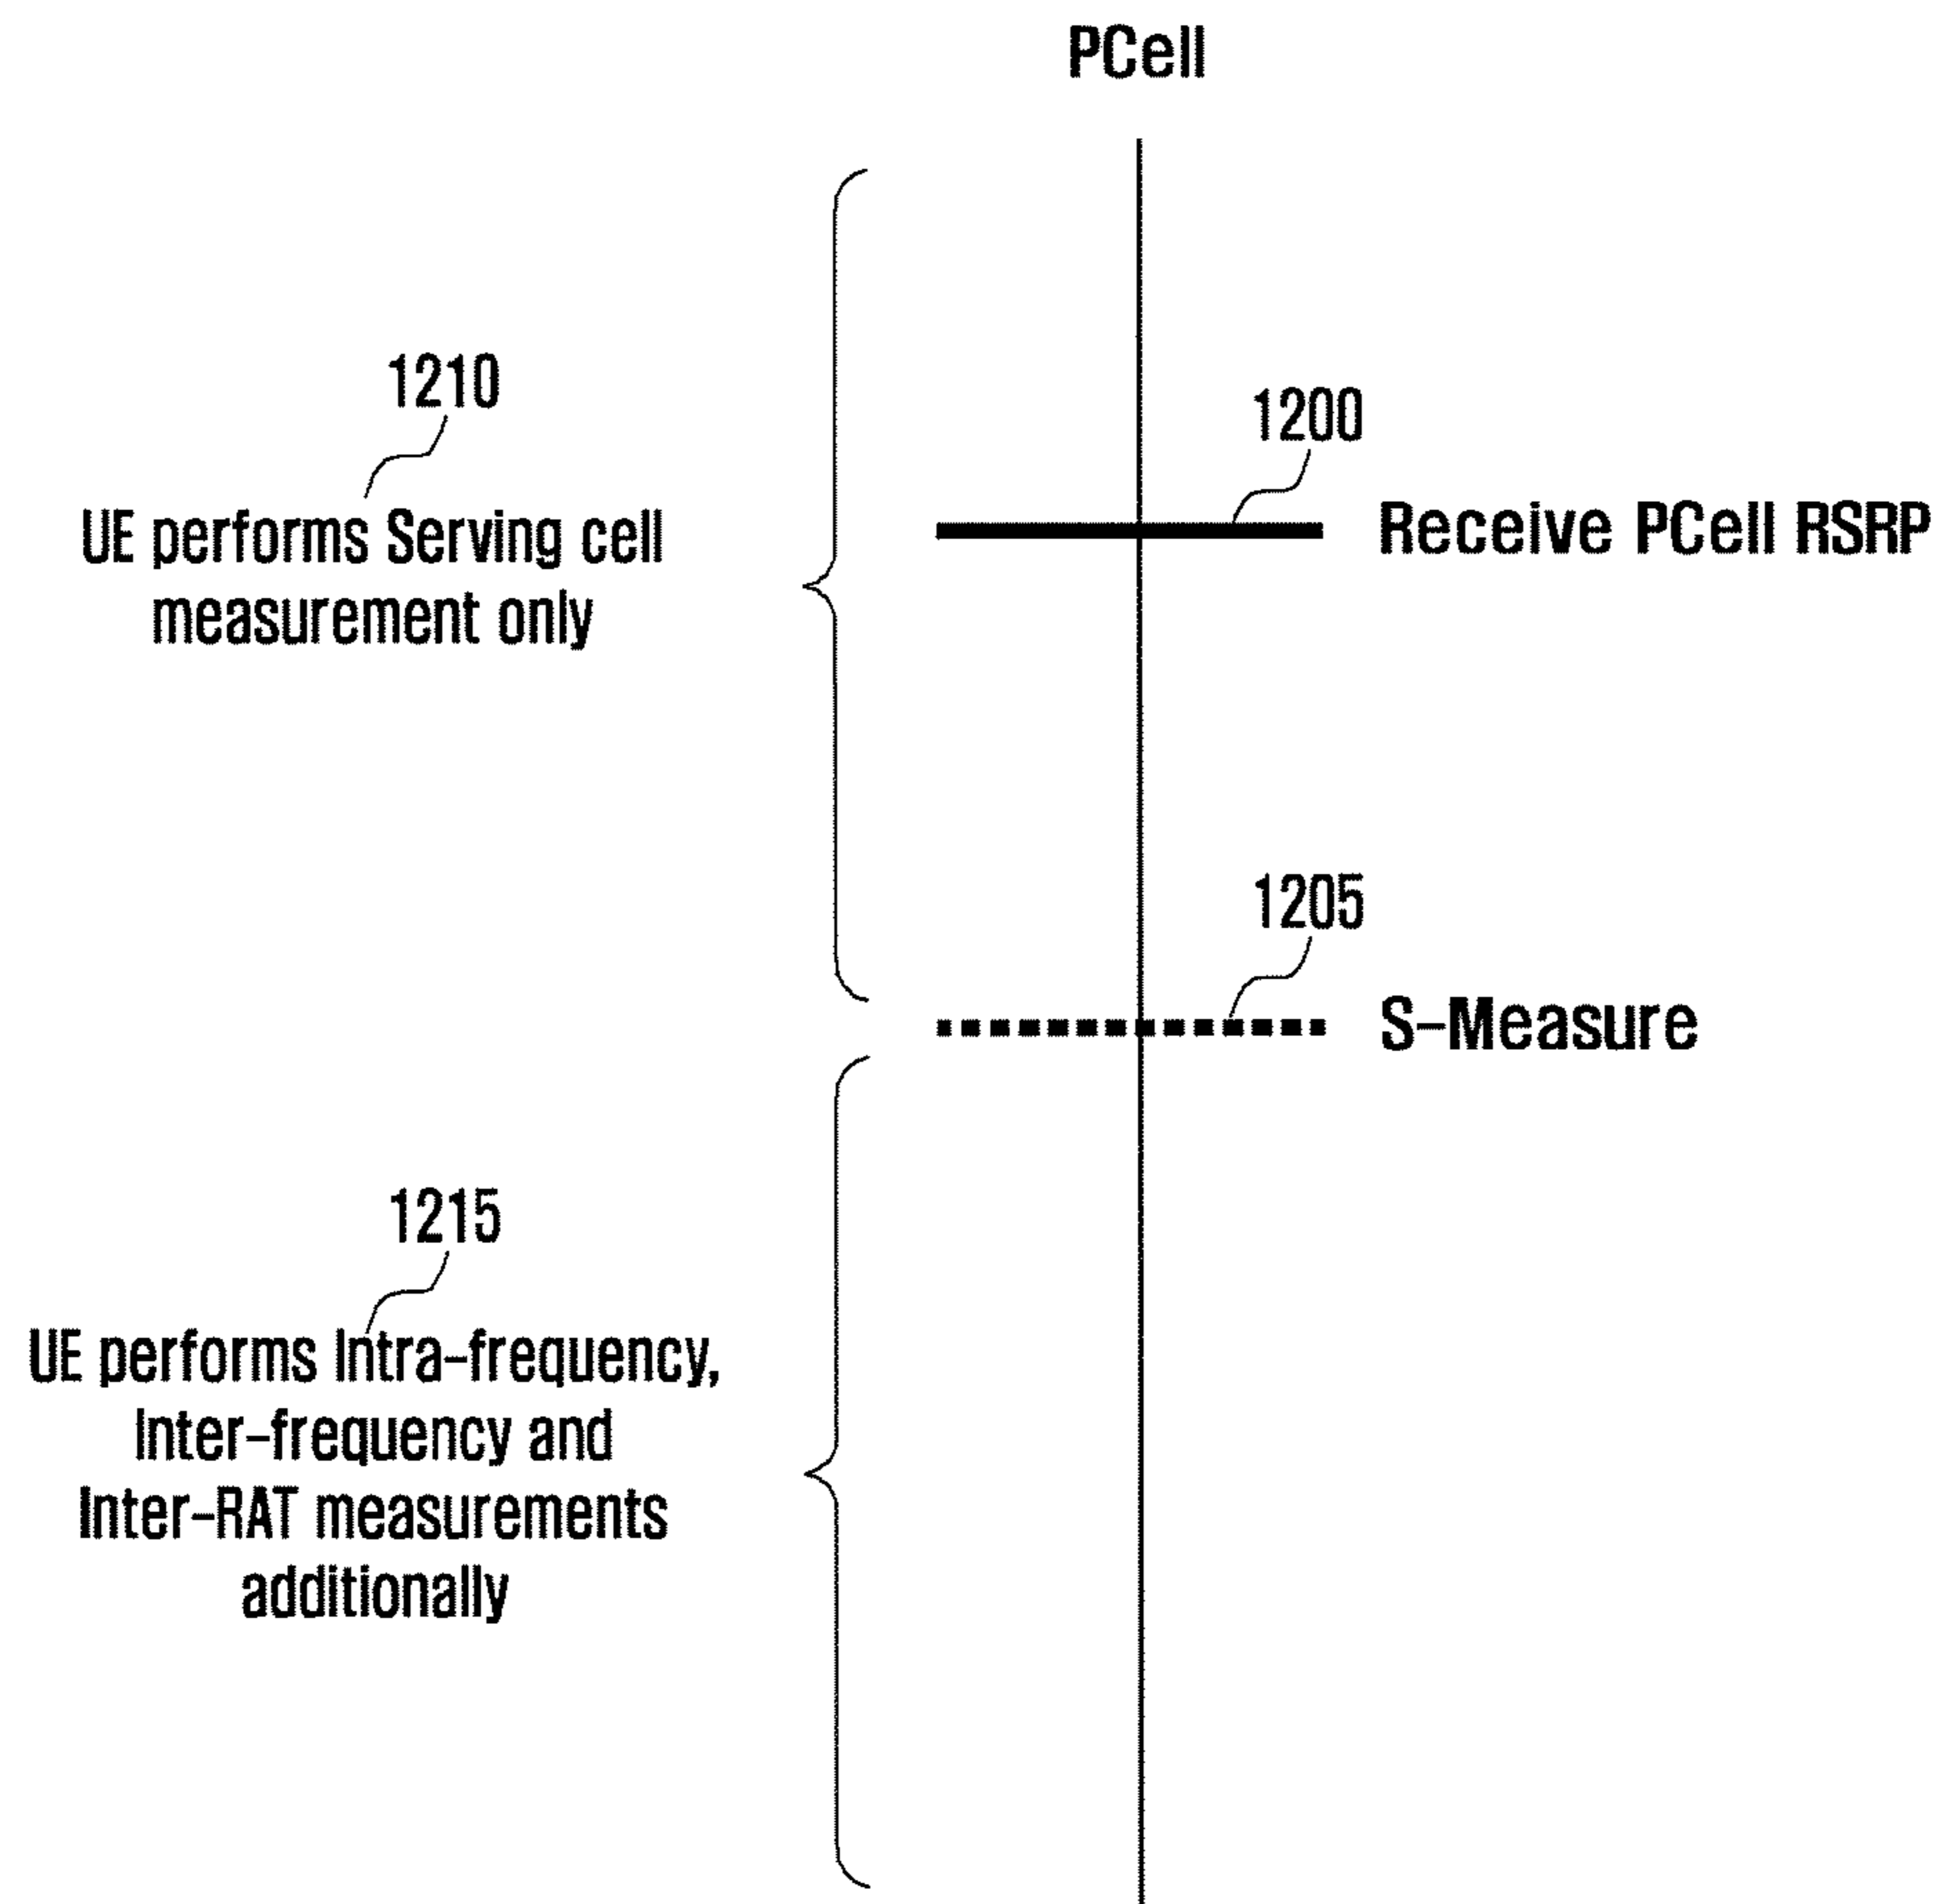 PCell
1210
1200
UE performs Serving cell
measurement only
Receive PCell RSRP
1205
S-Measure
1215
UE performs Intra-frequency,
Inter-frequency and
Inter-RAT measurements
additionally